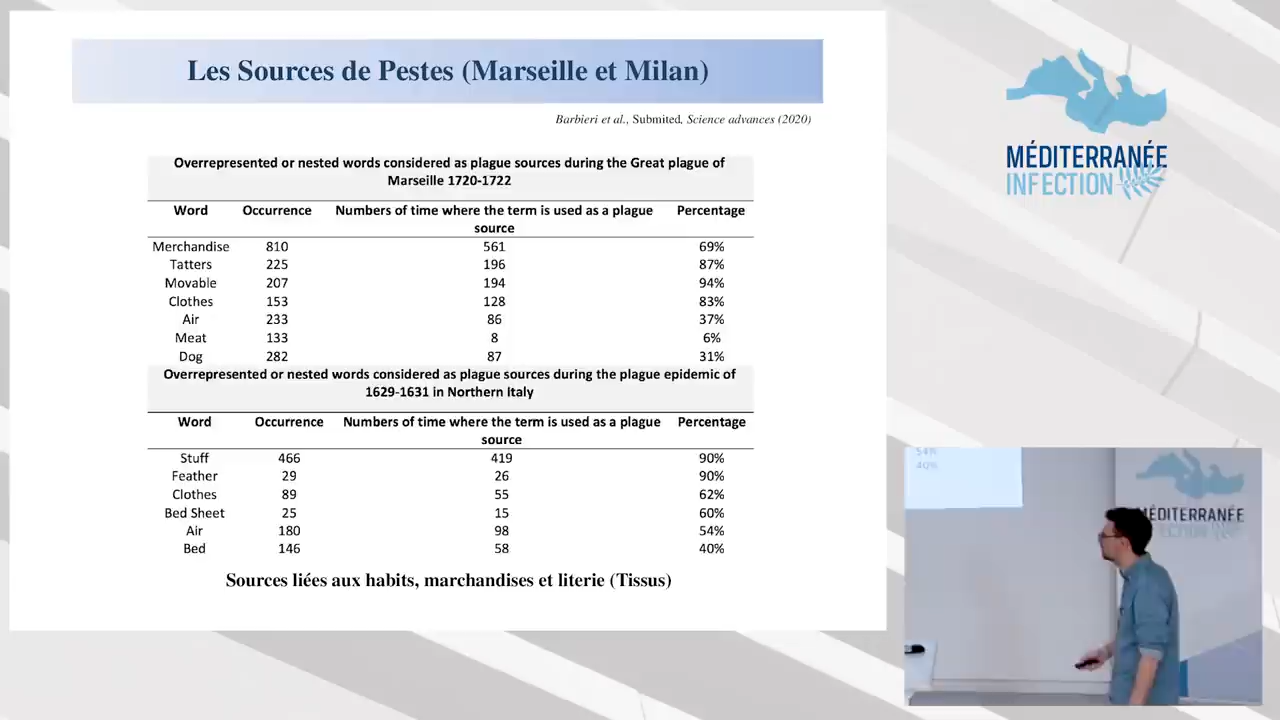 Les Sources de Pestes (Marseille et Milan)
Barbieri et al., Submited, Science advances (2020)
Overrepresented or nested words considered as plague sources during the Great plague of
Marseille 1720-1722
Word Occurrence Numbers of time where the term is used as a plague source Percentage
Merchandise 810 561 69%
Tatters 225 196 87%
Movable 207 194 94%
Clothes 153 128 83%
Air 233 86 37%
Meat 133 8 6%
Dog 282 87 31%
Overrepresented or nested words considered as plague sources during the plague epidemic of
1629-1631 in Northern Italy
Word Occurrence Numbers of time where the term is used as a plague source Percentage
Stuff 466 419 90%
Feather 29 26 90%
Clothes 89 55 62%
Bed Sheet 25 15 60%
Air 180 98 54%
Bed 146 58 40%
Sources liées aux habits, marchandises et literie (Tissus)
MÉDITERRANÉE
INFECTION
54%
40%
MÉDITERRANÉE
INFECTION